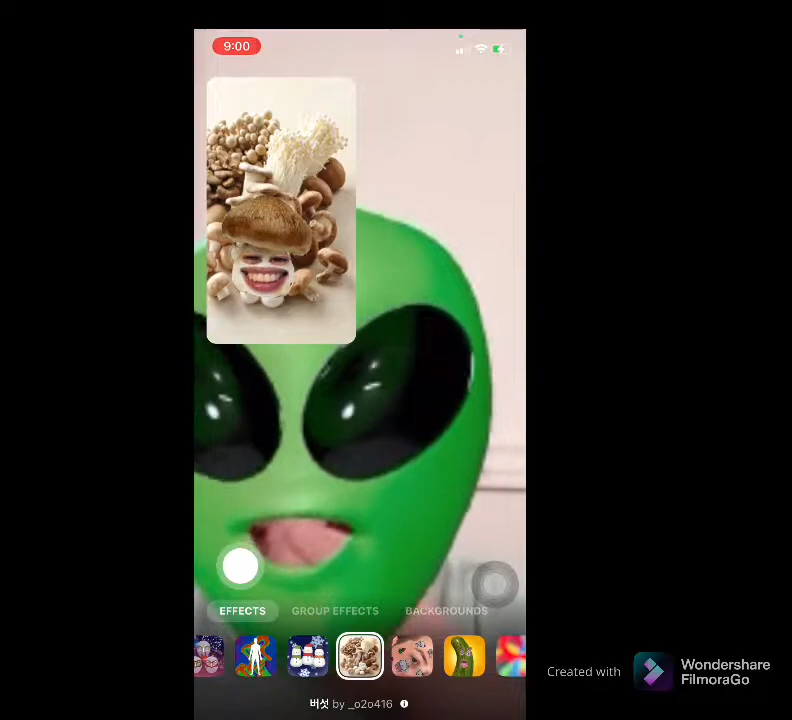 9:00
EFFECTS GROUP EFFECTS BACKGROUNDS
버섯 by _o2o416
Created with
Wondershare
FilmoraGo